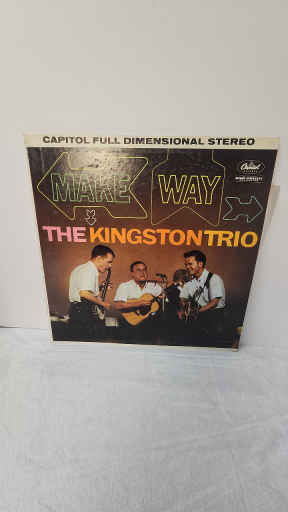 CAPITOL FULL DIMENSIONAL STEREO
Capitol
MAKE WAY
THE KINGSTON TRIO